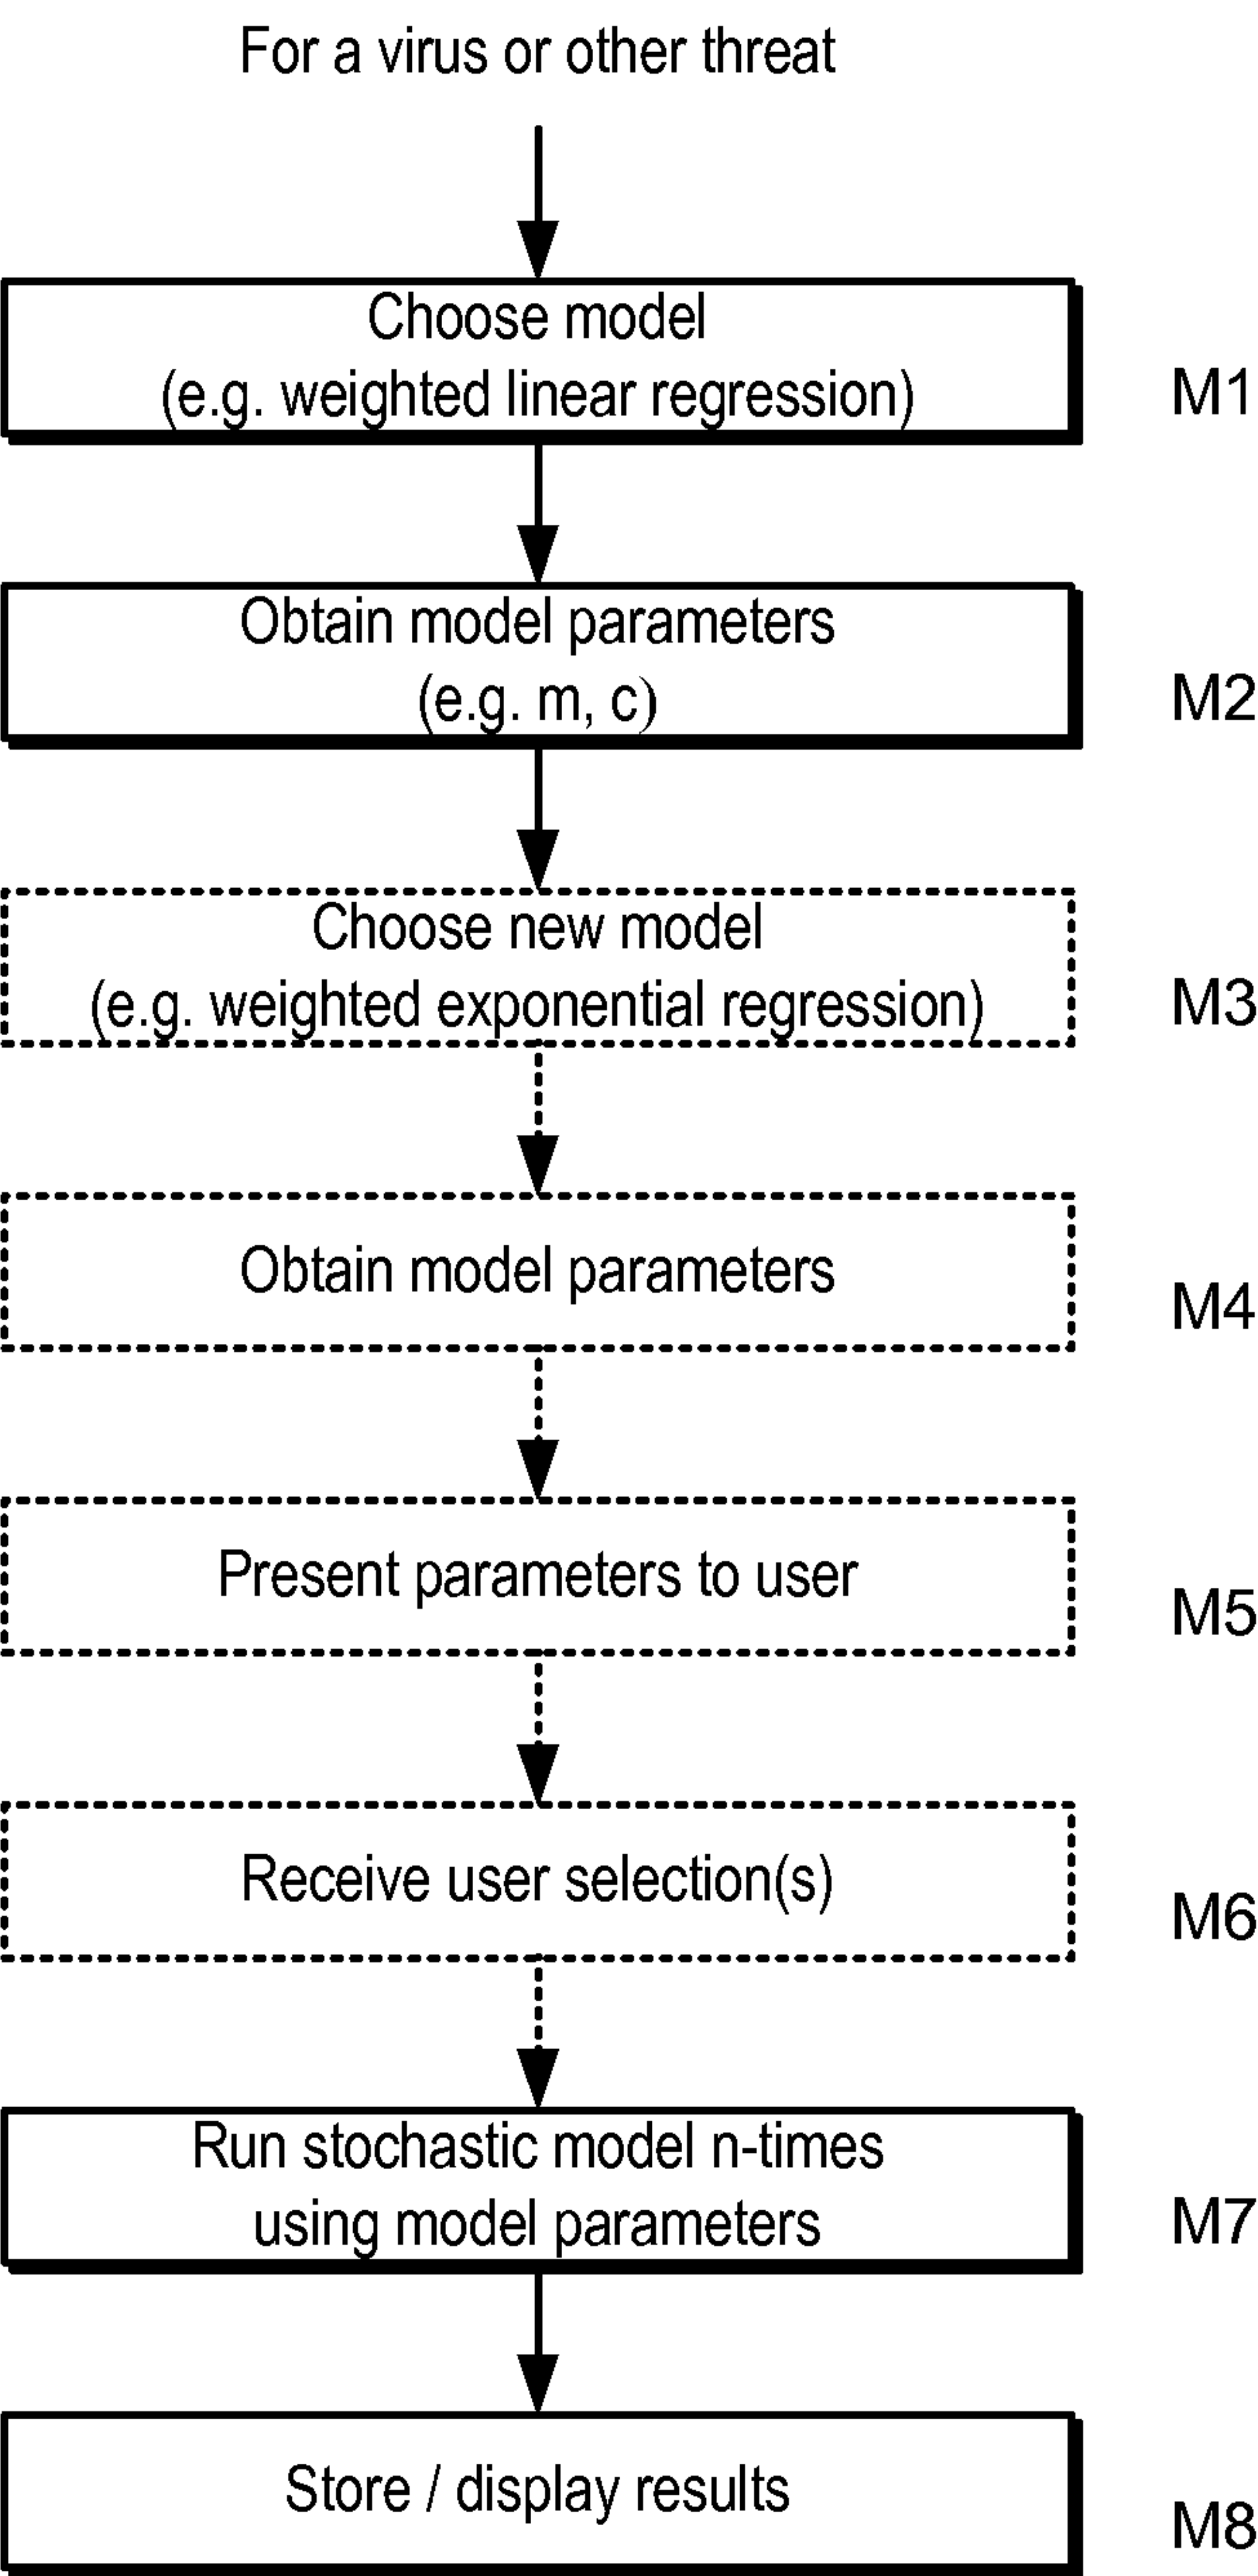 For a virus or other threat
Choose model
(e.g. weighted linear regression)
M1
Obtain model parameters
(e.g. m, c)
M2
Choose new model
(e.g. weighted exponential regression)
M3
Obtain model parameters
M4
Present parameters to user
M5
Receive user selection(s)
M6
Run stochastic model n-times
using model parameters
M7
Store / display results
M8